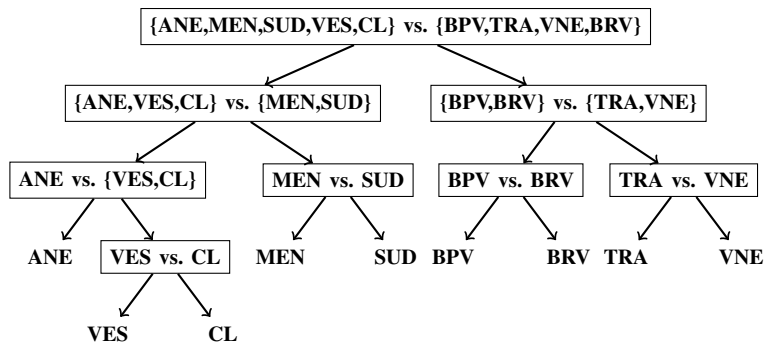 {ANE,MEN,SUD,VES,CL} vs. {BPV,TRA,VNE,BRV}
{ANE,VES,CL} vs. {MEN,SUD} {BPV,BRV} vs. {TRA,VNE}
ANE vs. {VES,CL} MEN vs. SUD BPV vs. BRV TRA vs. VNE
ANE VES vs. CL MEN SUD BPV BRV TRA VNE
VES CL